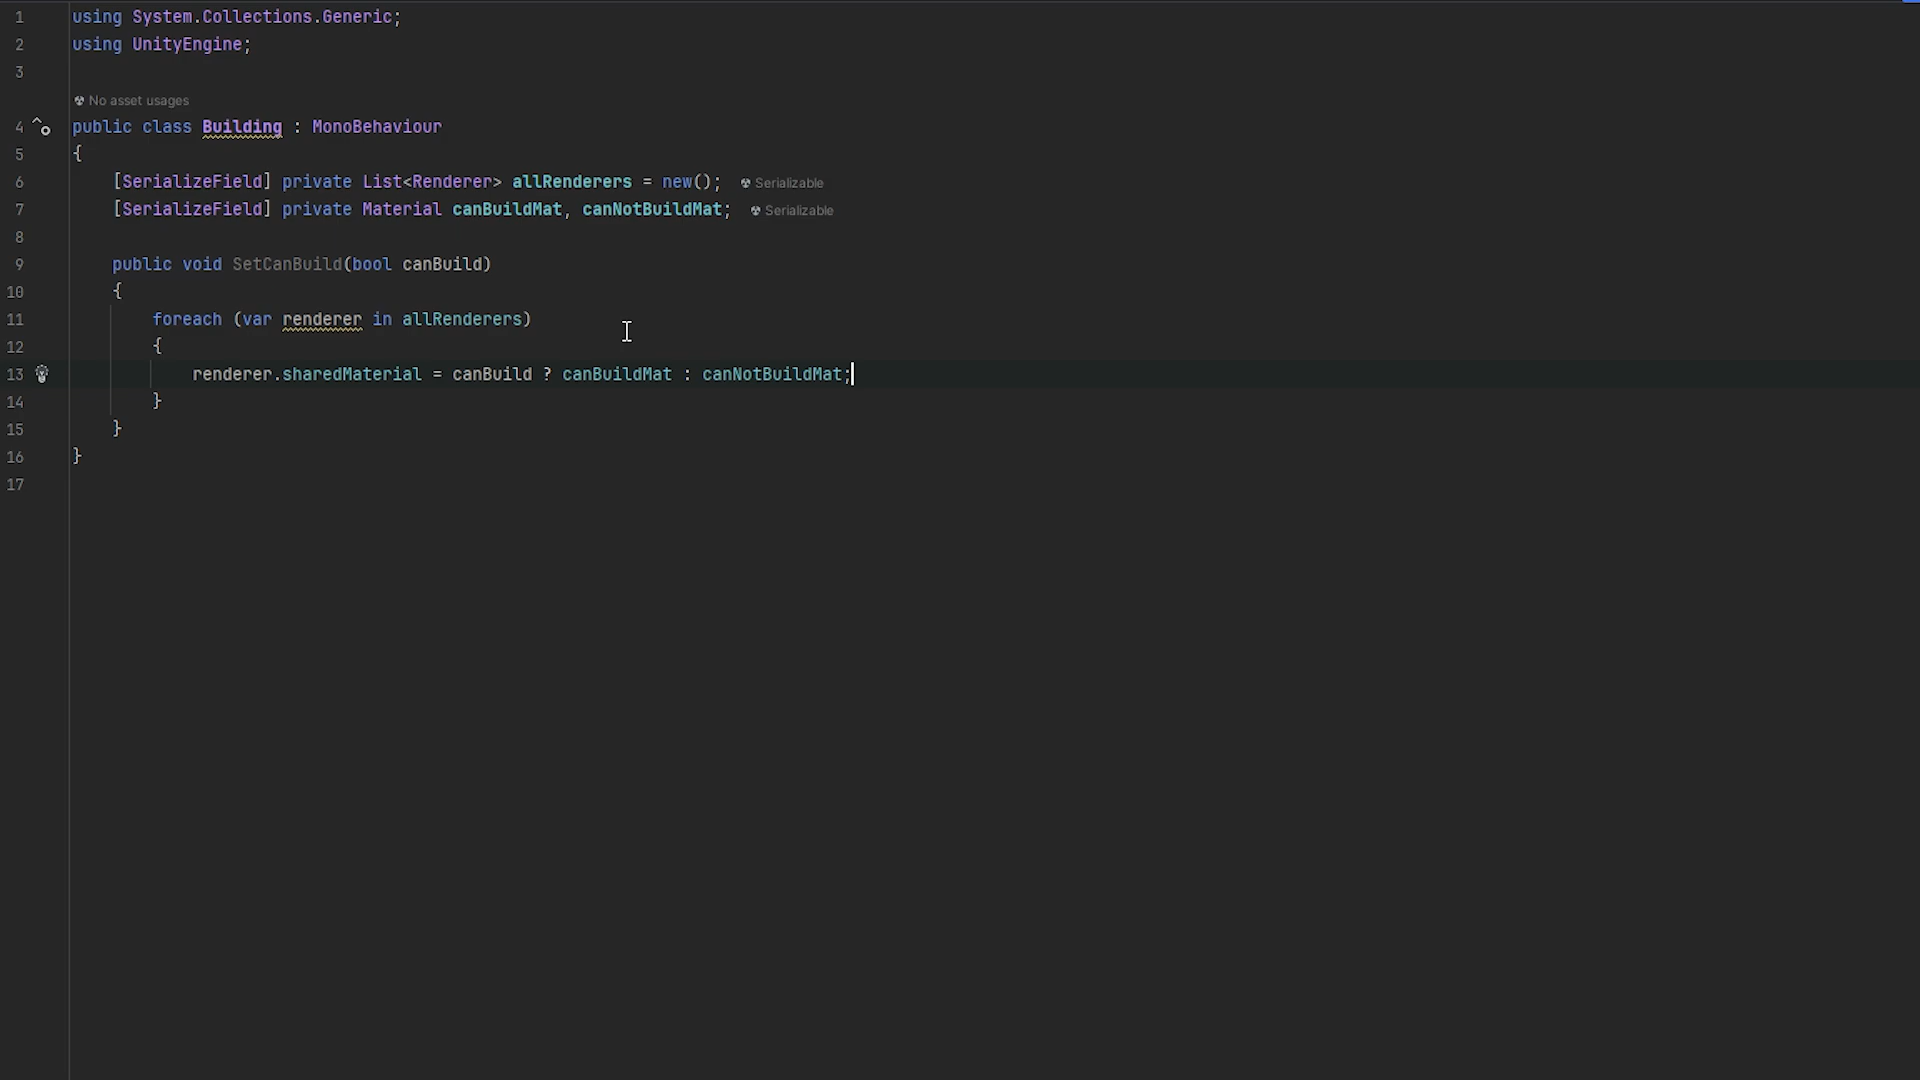 1 using System.Collections.Generic;
2 using UnityEngine;
3
No asset usages
4 public class Building : MonoBehaviour
5 {
6 [SerializeField] private List<Renderer> allRenderers = new(); Serializable
7 [SerializeField] private Material canBuildMat, canNotBuildMat; Serializable
8
9 public void SetCanBuild(bool canBuild)
10 {
11 foreach (var renderer in allRenderers)
12 {
13 renderer.sharedMaterial = canBuild ? canBuildMat : canNotBuildMat;
14 }
15 }
16 }
17